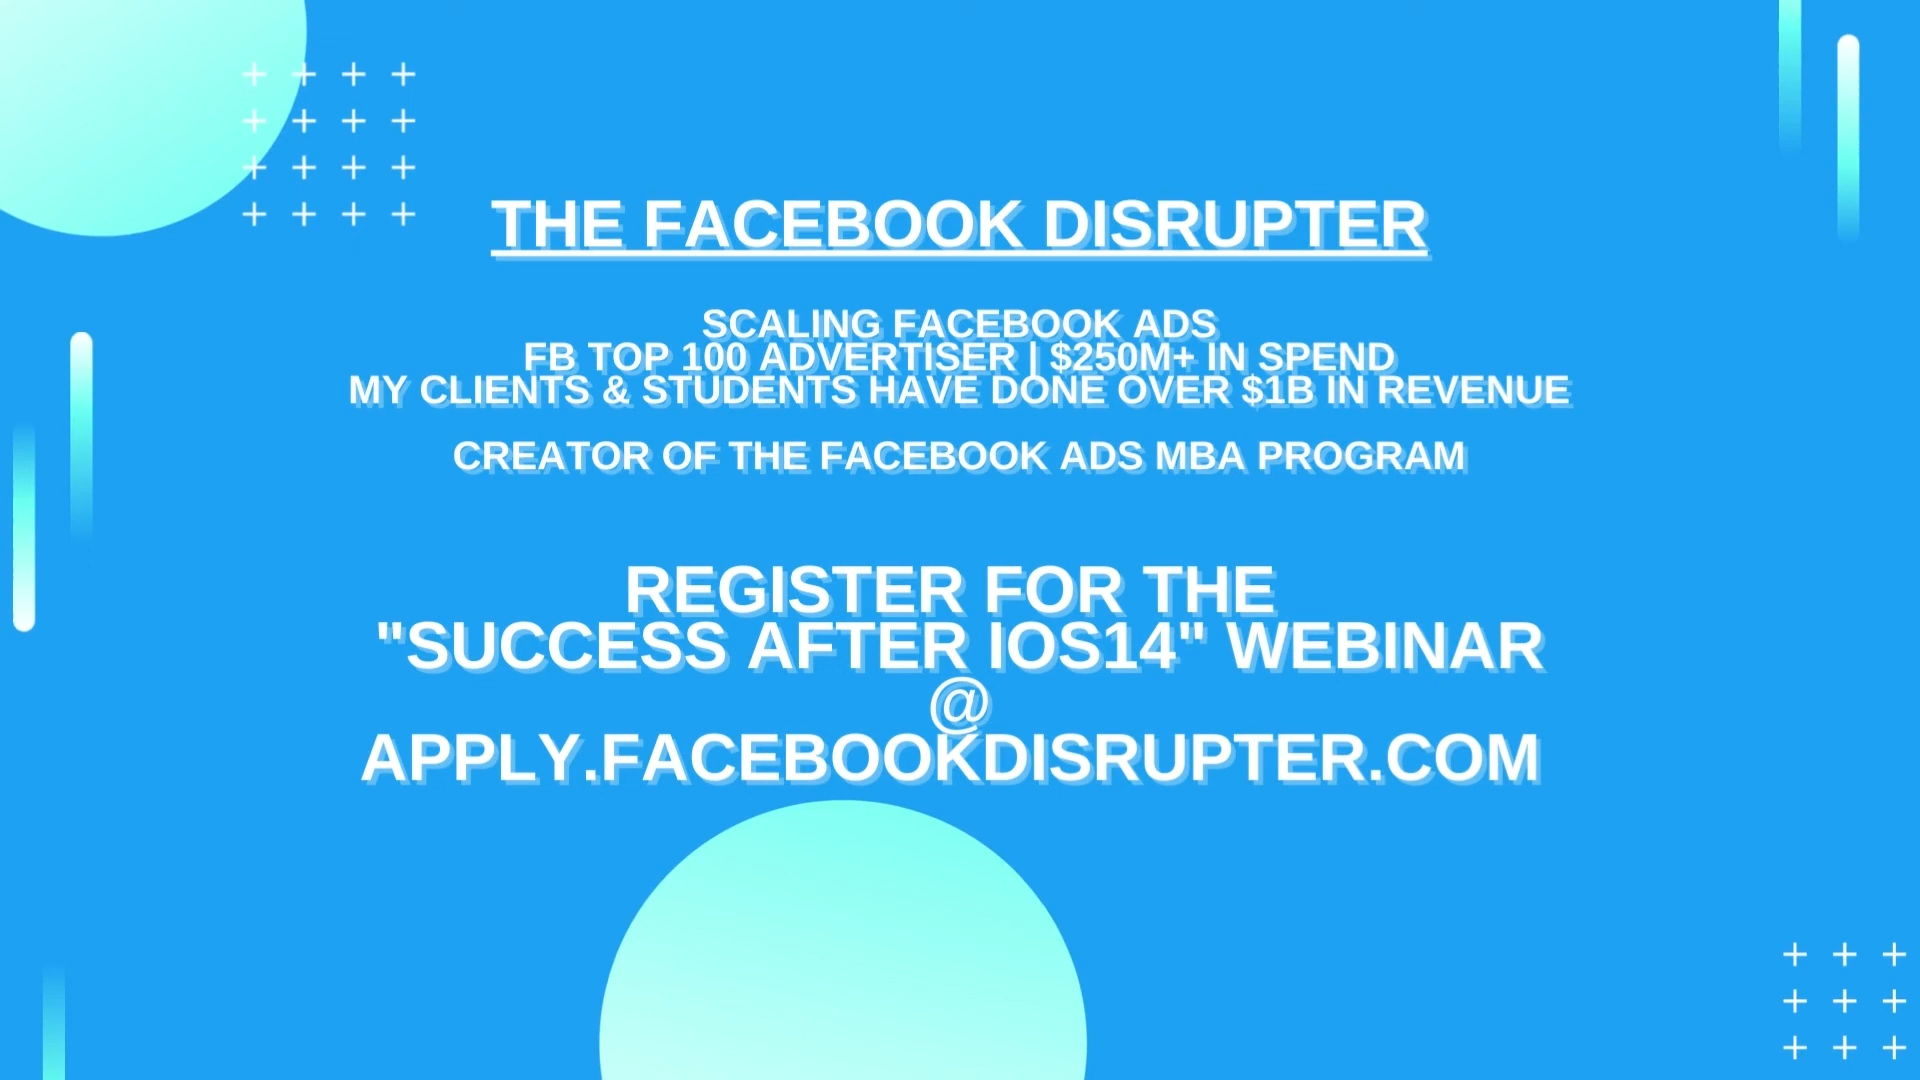 THE FACEBOOK DISRUPTER
SCALING FACEBOOK ADS
FB TOP 100 ADVERTISER | $250M+ IN SPEND
MY CLIENTS & STUDENTS HAVE DONE OVER $1B IN REVENUE
CREATOR OF THE FACEBOOK ADS MBA PROGRAM
REGISTER FOR THE
"SUCCESS AFTER IOS14" WEBINAR
@
APPLY.FACEBOOKDISRUPTER.COM